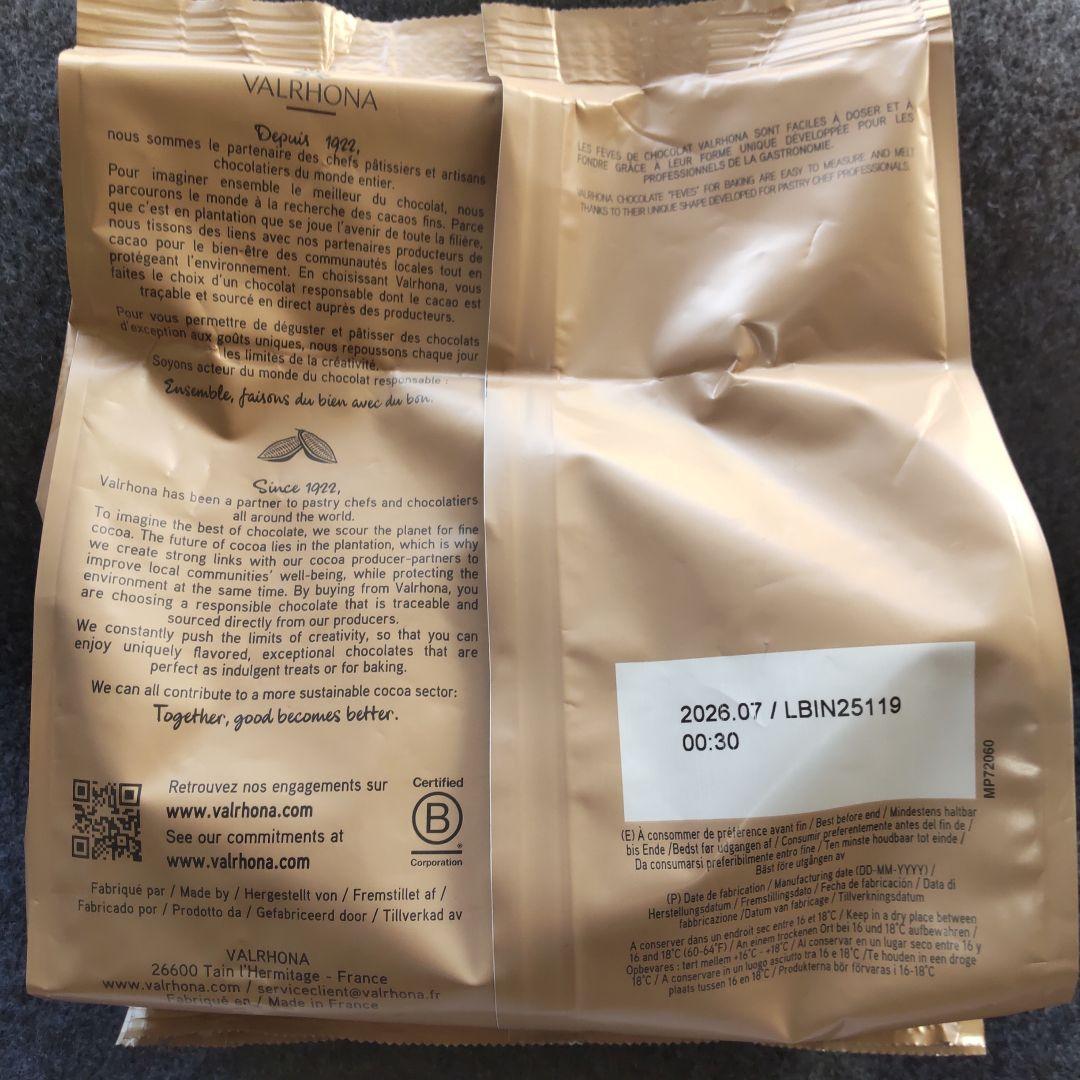 VALRHONA
Depuis 1922,
nous sommes le partenaire des chefs pâtissiers et artisans
chocolatiers du monde entier.
Pour imaginer ensemble le meilleur du chocolat, nous
parcourons le monde à la recherche des cacaos fins. Parce
que c'est en plantation que se joue l'avenir de toute la filière,
nous tissons des liens avec nos partenaires producteurs de
cacao pour le bien-être des communautés locales tout en
protégeant l'environnement. En choisissant Valrhona, vous
faites le choix d'un chocolat responsable dont le cacao est
traçable et sourcé en direct auprès des producteurs.
Pour vous permettre de déguster et pâtisser des chocolats
d'exception aux goûts uniques, nous repoussons chaque jour
les limites de la créativité.
Soyons acteur du monde du chocolat responsable :
Ensemble, faisons du bien avec du bon.
Since 1922,
Valrhona has been a partner to pastry chefs and chocolatiers
all around the world.
To imagine the best of chocolate, we scour the planet for fine
cocoa. The future of cocoa lies in the plantation, which is why
we create strong links with our cocoa producer-partners to
improve local communities' well-being, while protecting the
environment at the same time. By buying from Valrhona, you
are choosing a responsible chocolate that is traceable and
sourced directly from our producers.
We constantly push the limits of creativity, so that you can
enjoy uniquely flavored, exceptional chocolates that are
perfect as indulgent treats or for baking.
We can all contribute to a more sustainable cocoa sector:
Together, good becomes better.
Retrouvez nos engagements sur
www.valrhona.com
See our commitments at
www.valrhona.com
Certified
B
Corporation
Fabriqué par / Made by / Hergestellt von / Fremstillet af /
Fabricado por / Prodotto da / Gefabriceerd door / Tillverkad av
VALRHONA
26600 Tain l'Hermitage - France
www.valrhona.com / serviceclient@valrhona.fr
Fabriqué en / Made in France
LES FÈVES DE CHOCOLAT VALRHONA SONT FACILES À DOSER ET À
FONDRE GRÂCE À LEUR FORME UNIQUE DÉVELOPPÉE POUR LES
PROFESSIONNELS DE LA GASTRONOMIE.
VALRHONA CHOCOLATE "FEVES" FOR BAKING ARE EASY TO MEASURE AND MELT
THANKS TO THEIR UNIQUE SHAPE DEVELOPED FOR PASTRY CHEF PROFESSIONALS.
2026.07 / LBIN25119
00:30
MP72060
(E) À consommer de préférence avant fin / Best before end / Mindestens haltbar
bis Ende /Bedst før udgangen af / Consumir preferentemente antes del fin de /
Da consumarsi preferibilmente entro fine / Ten minste houdbaar tot einde /
Bäst före utgången av
(P) Date de fabrication / Manufacturing date (DD-MM-YYYY) /
Herstellungsdatum / Fremstillingsdato / Fecha de fabricación / Data di
fabbricazione /Datum van fabricage / Tillverkningsdatum
A conserver dans un endroit sec entre 16 et 18°C / Keep in a dry place between
16 and 18°C (60-64°F) / An einem trockenen Ort bei 16 und 18°C aufbewahren /
Opbevares : tørt mellem +16°C - +18°C / Al conservar en un lugar seco entre 16 y
18°C / A conservare in un luogo asciutto tra 16 e 18°C /Te houden in een droge
plaats tussen 16 en 18°C / Produkterna bör förvaras i 16-18°C